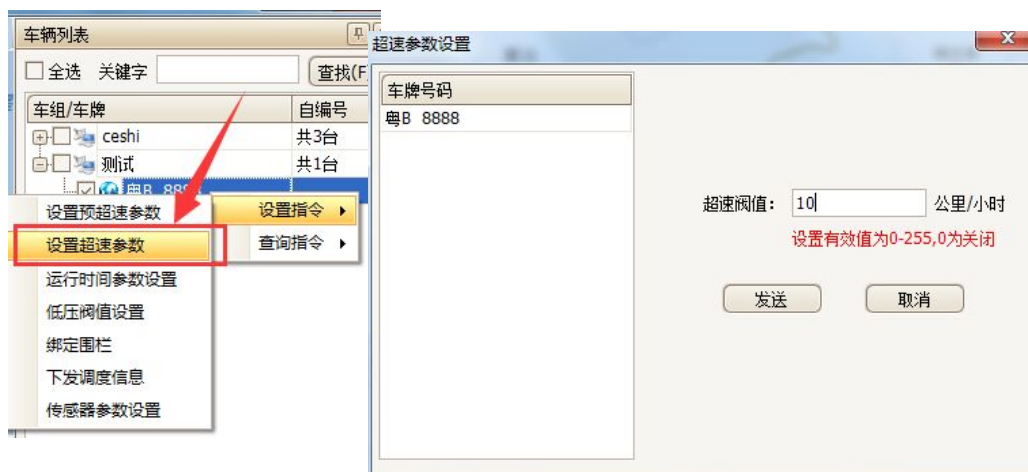 车辆列表
全选 关键字 查找(F
车组/车牌 自编号
ceshi 共3台
测试 共1台
粤B 888
设置预超速参数
设置超速参数
运行时间参数设置
低压阀值设置
绑定围栏
下发调度信息
传感器参数设置
设置指令
查询指令
超速参数设置
车牌号码
粤B 8888
超速阀值: 10 公里/小时
设置有效值为0-255,0为关闭
发送 取消